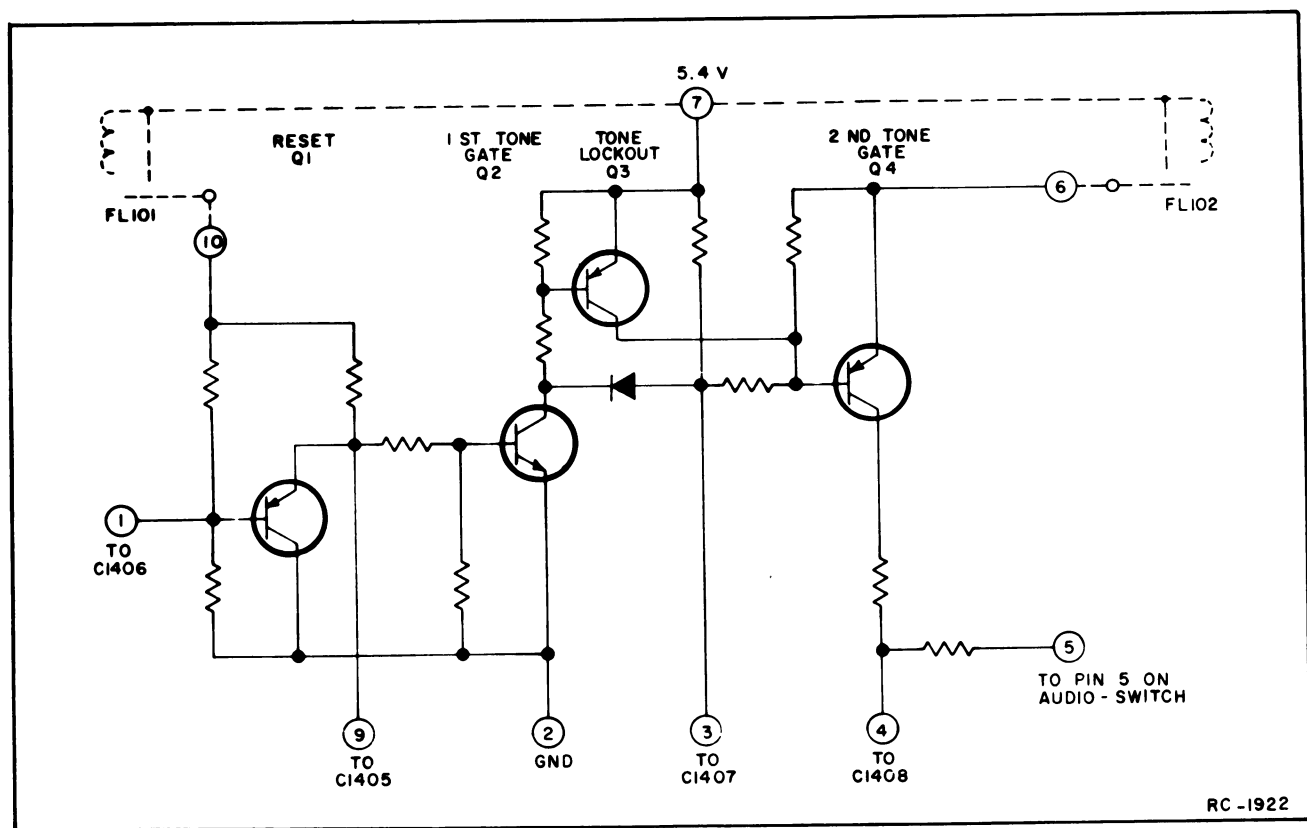 5.4 V
7
RESET
Q1
1 ST TONE
GATE
Q2
TONE
LOCKOUT
Q3
2 ND TONE
GATE
Q4
6
FL101
FL102
10
1
TO
C1406
5
TO PIN 5 ON
AUDIO - SWITCH
9
TO
C1405
2
GND
3
TO
C1407
4
TO
C1408
RC -1922